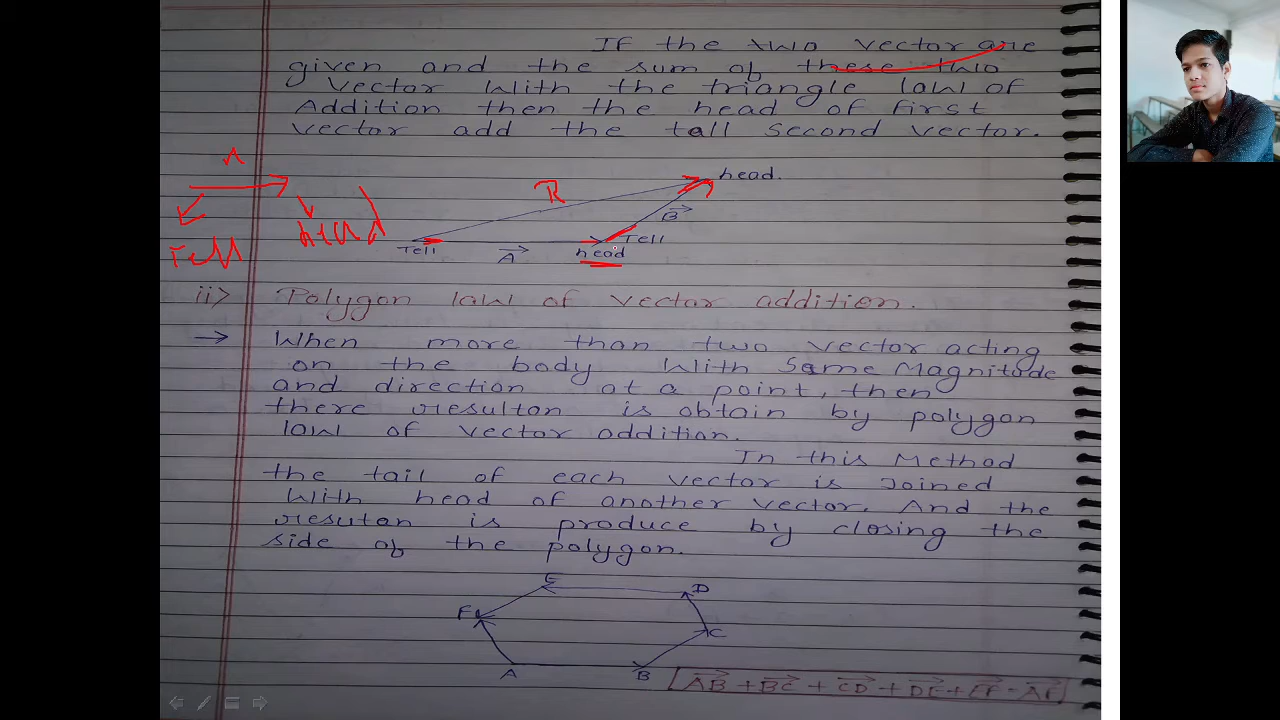 If the two vector are
given and the sum of these two
vector with the triangle law of
Addition then the head of first
vector add the tall second vector.
A
R
head.
B
Tell
head
Tell
A
head
Tell
ii> Polygon law of vector addition.
→ When more than two vector acting
on the body with same Magnitude
and direction at a point, then
there resultan is obtain by polygon
law of vector addition.
In this Method
the tail of each vector is Joined
with head of another vector. And the
resutan is produce by closing the
side of the polygon.
E
D
F
C
A
B
AB + BC + CD + DE + EF = AF